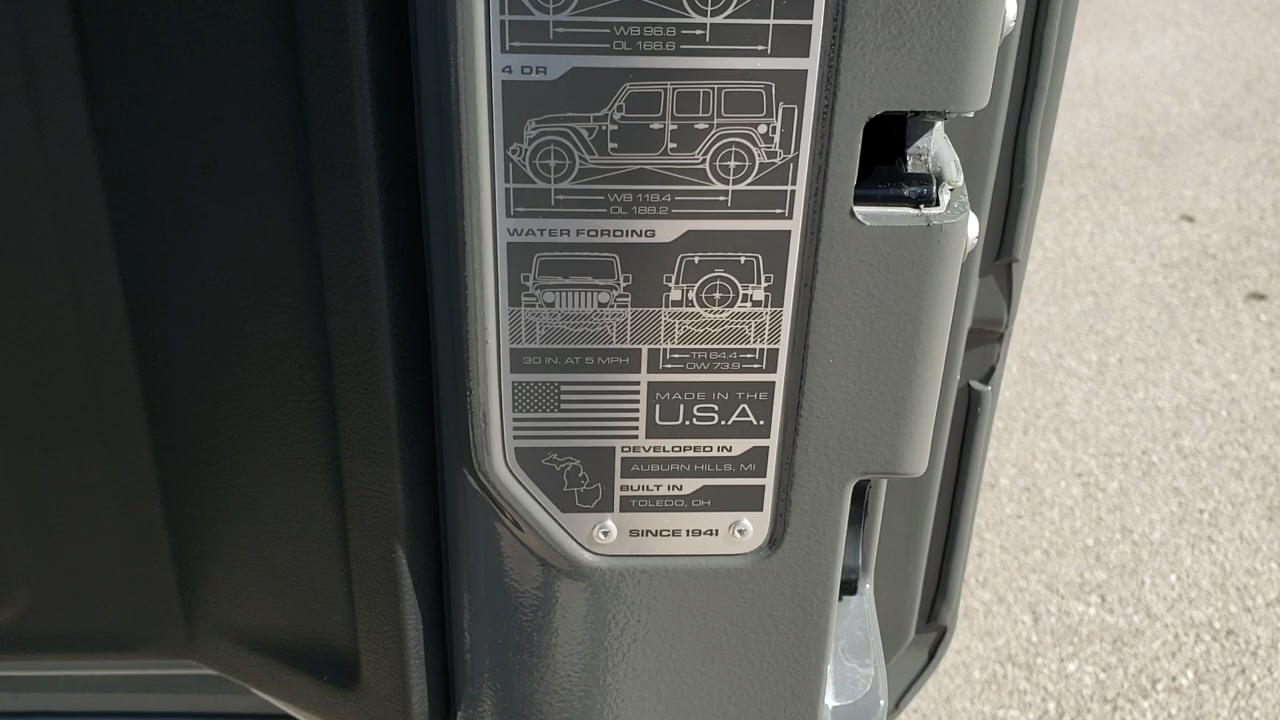 WB 96.8
OL 166.6
4 DR
WB 118.4
OL 188.2
WATER FORDING
30 IN. AT 5 MPH
TR 64.4
OW 73.9
MADE IN THE
U.S.A.
DEVELOPED IN
AUBURN HILLS, MI
BUILT IN
TOLEDO, OH
SINCE 1941